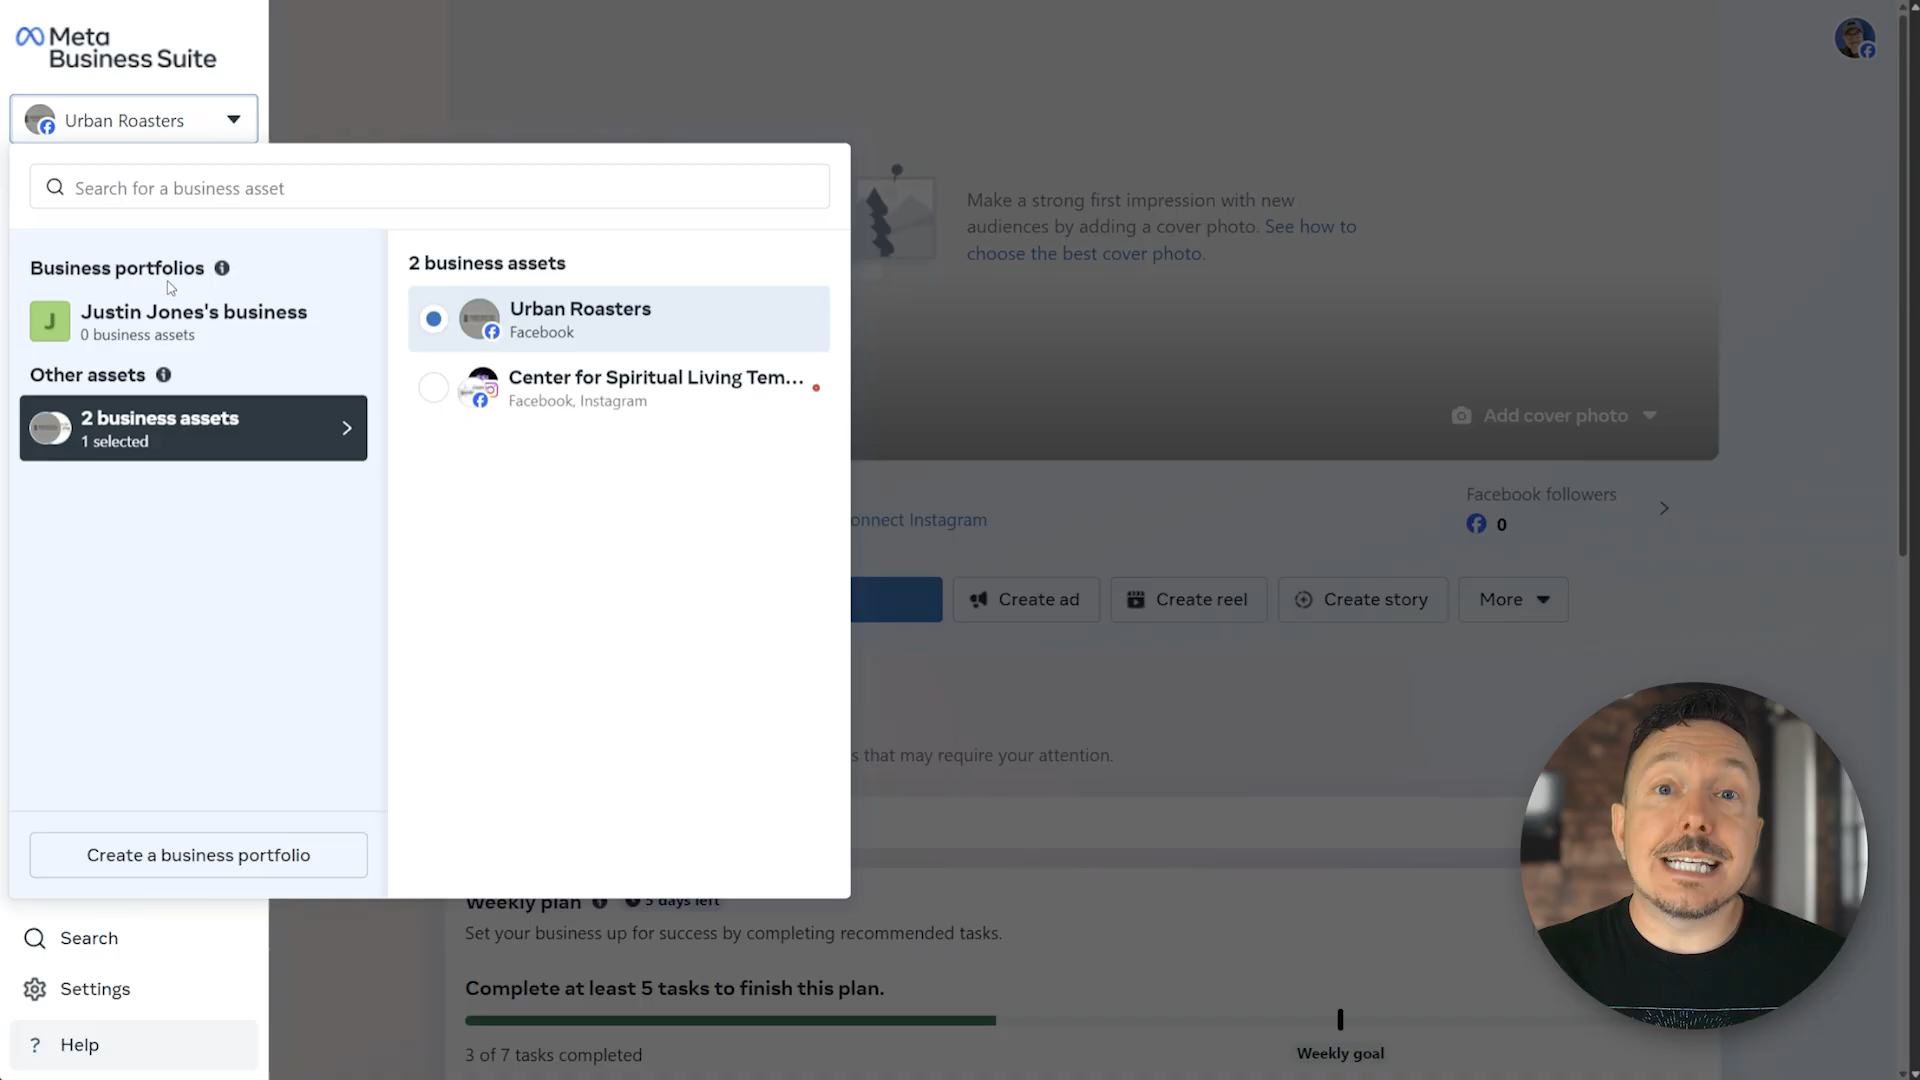 Meta
Business Suite
Urban Roasters
Search for a business asset
Business portfolios
J
Justin Jones's business
0 business assets
Other assets
2 business assets
1 selected
Create a business portfolio
2 business assets
Urban Roasters
Facebook
Center for Spiritual Living Tem...
Facebook, Instagram
Make a strong first impression with new
audiences by adding a cover photo. See how to
choose the best cover photo.
Add cover photo
onnect Instagram
Facebook followers
0
Create ad
Create reel
Create story
More
s that may require your attention.
Weekly plan
5 days left
Set your business up for success by completing recommended tasks.
Complete at least 5 tasks to finish this plan.
3 of 7 tasks completed
Weekly goal
Search
Settings
? Help